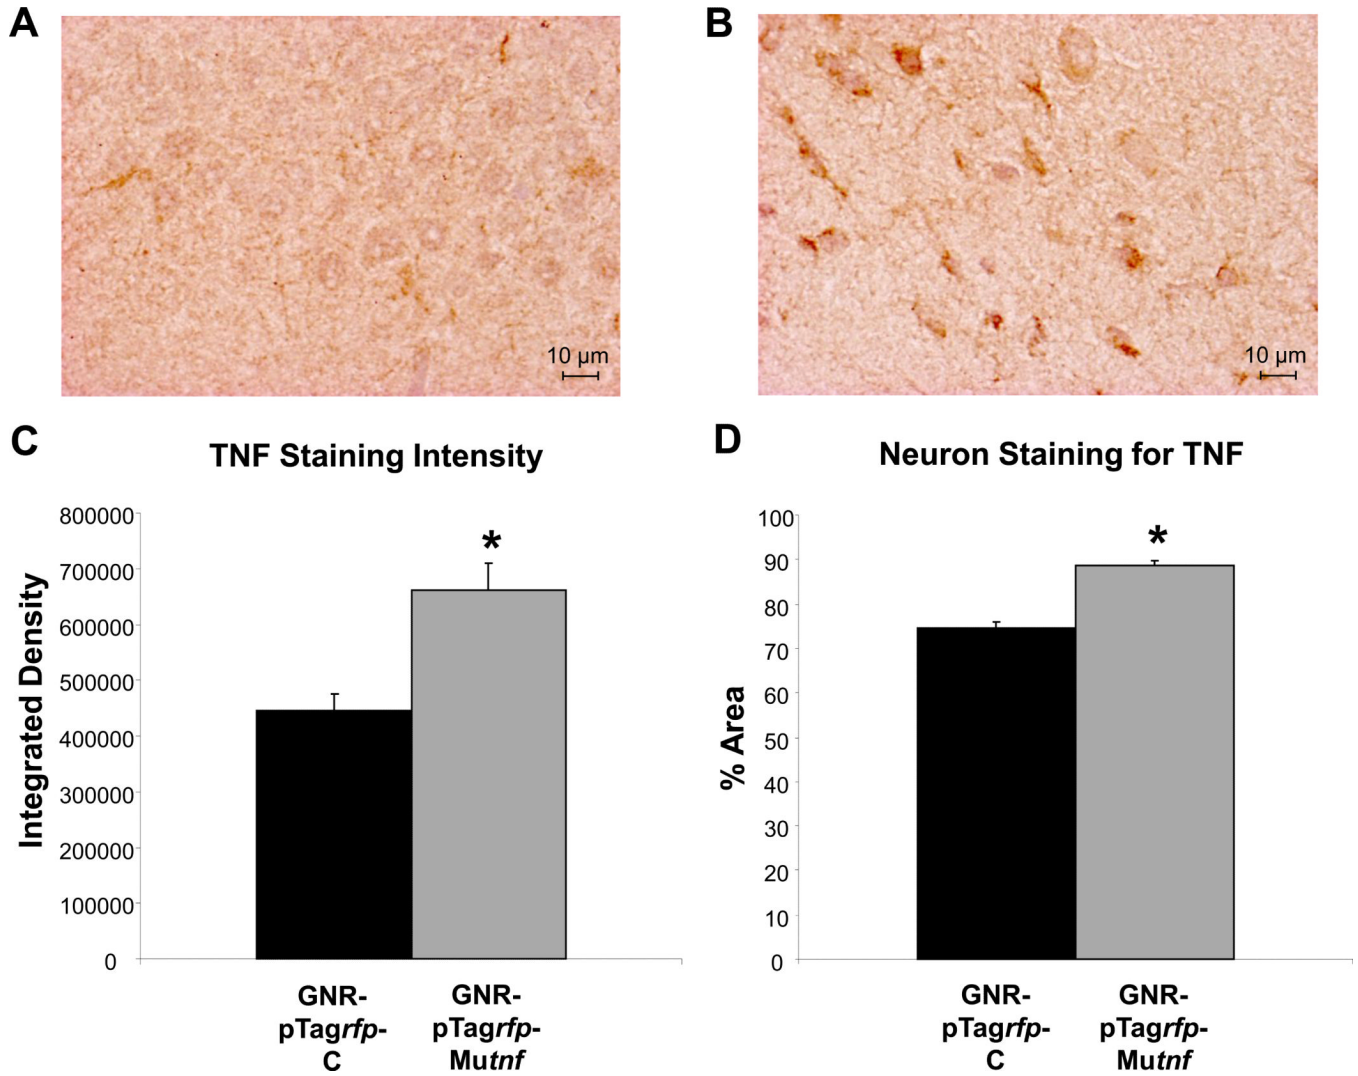 A
B
10 µm
10 µm
C
TNF Staining Intensity
800000
700000
600000
500000
400000
300000
200000
100000
0
Integrated Density
*
GNR-
pTagrfp-
C
GNR-
pTagrfp-
Mutnf
D
Neuron Staining for TNF
100
90
80
70
60
50
40
30
20
10
0
% Area
*
GNR-
pTagrfp-
C
GNR-
pTagrfp-
Mutnf